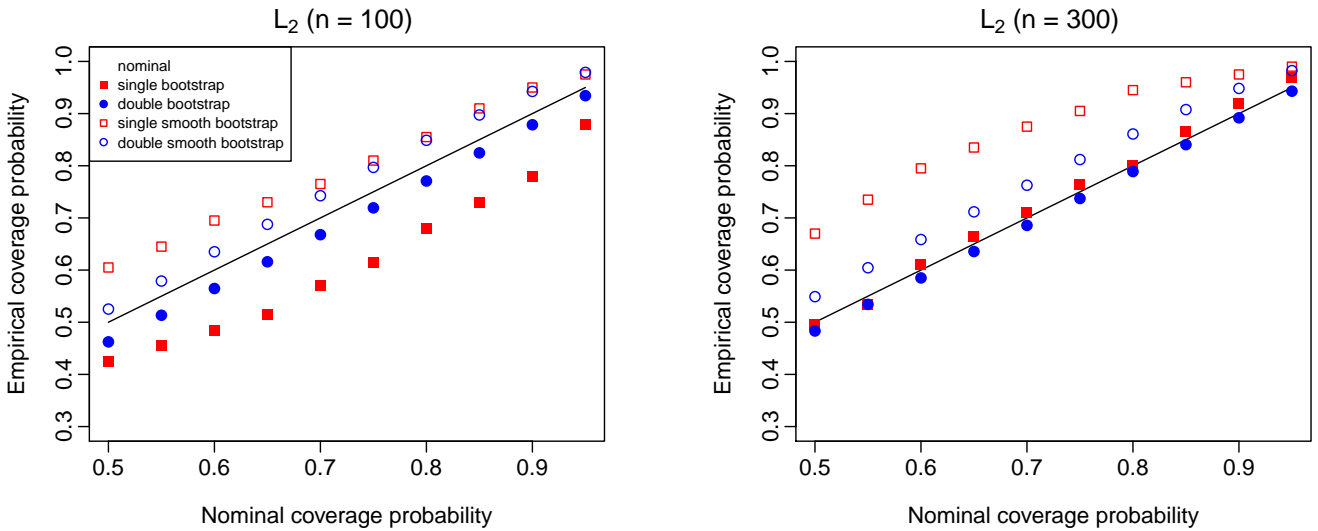 L2 (n = 100)
Empirical coverage probability
1.0
0.9
0.8
0.7
0.6
0.5
0.4
0.3
nominal
single bootstrap
double bootstrap
single smooth bootstrap
double smooth bootstrap
0.5 0.6 0.7 0.8 0.9
Nominal coverage probability
L2 (n = 300)
Empirical coverage probability
1.0
0.9
0.8
0.7
0.6
0.5
0.4
0.3
0.5 0.6 0.7 0.8 0.9
Nominal coverage probability